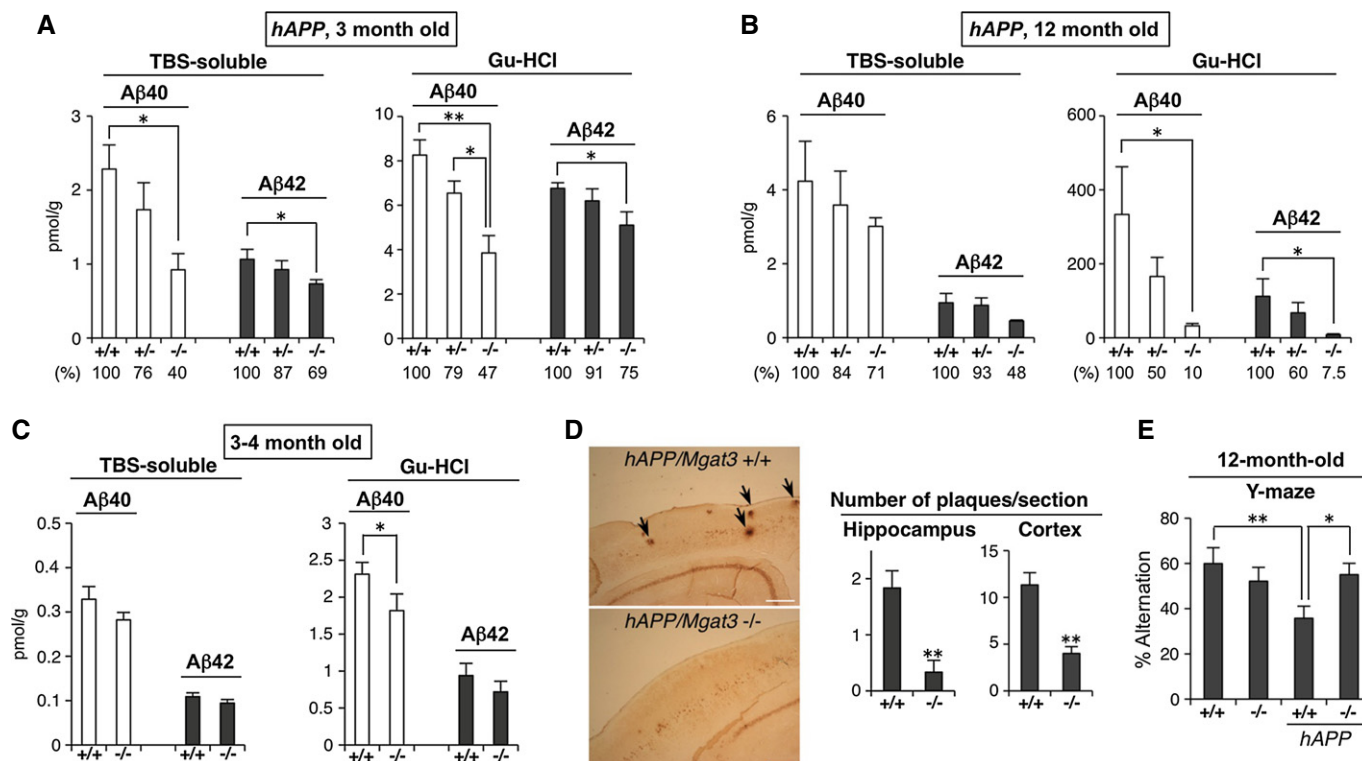 A
hAPP, 3 month old
TBS-soluble
Gu-HCl
Aβ40
*
Aβ42
*
pmol/g
3
2
1
0
+/+ +/- -/- +/+ +/- -/-
(%) 100 76 40 100 87 69
Aβ40
**
*
Aβ42
*
10
8
6
4
2
0
+/+ +/- -/- +/+ +/- -/-
100 79 47 100 91 75
B
hAPP, 12 month old
TBS-soluble
Gu-HCl
Aβ40
Aβ42
pmol/g
6
4
2
0
+/+ +/- -/- +/+ +/- -/-
(%) 100 84 71 100 93 48
Aβ40
*
Aβ42
*
600
400
200
0
+/+ +/- -/- +/+ +/- -/-
(%) 100 50 10 100 60 7.5
C
3-4 month old
TBS-soluble
Gu-HCl
Aβ40
Aβ42
pmol/g
0.5
0.4
0.3
0.2
0.1
0
+/+ -/- +/+ -/-
Aβ40
*
Aβ42
3
2.5
2
1.5
1
0.5
0
+/+ -/- +/+ -/-
D
hAPP/Mgat3 +/+
hAPP/Mgat3 -/-
Number of plaques/section
Hippocampus
Cortex
2
1
0
**
+/+ -/-
15
12
10
5
0
**
+/+ -/-
E
12-month-old
Y-maze
% Alternation
80
60
40
20
0
**
*
+/+ -/- +/+ -/-
hAPP